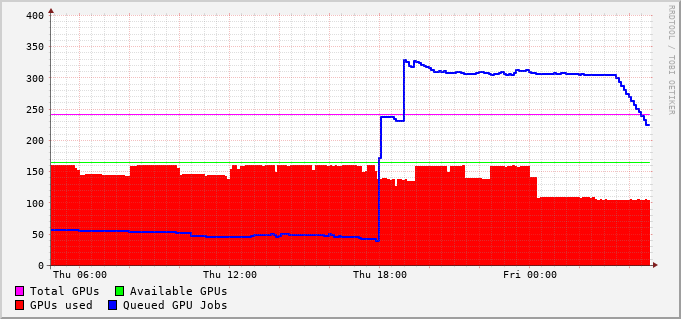 400
350
300
250
200
150
100
50
0
Thu 06:00 Thu 12:00 Thu 18:00 Fri 00:00
Total GPUs Available GPUs
GPUs used Queued GPU Jobs
RRDTOOL / TOBI OETIKER